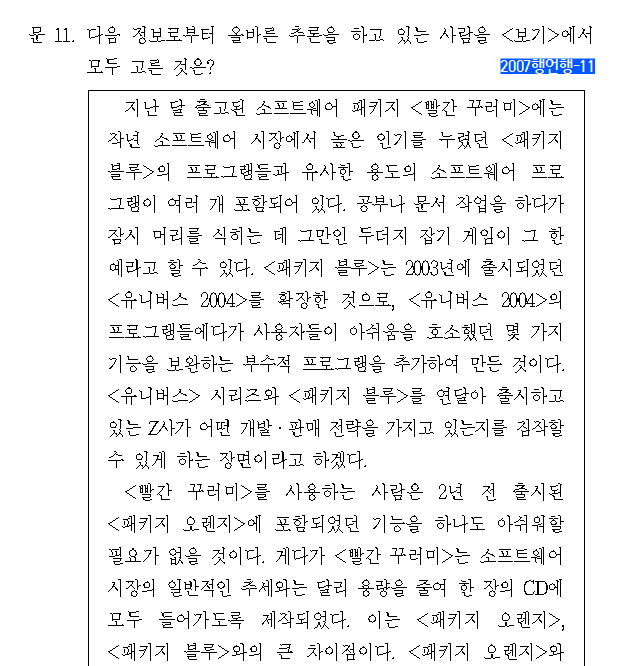 문 11. 다음 정보로부터 올바른 추론을 하고 있는 사람을 <보기>에서
모두 고른 것은?
2007행언행-11
지난 달 출고된 소프트웨어 패키지 <빨간 꾸러미>에는
작년 소프트웨어 시장에서 높은 인기를 누렸던 <패키지
블루>의 프로그램들과 유사한 용도의 소프트웨어 프로
그램이 여러 개 포함되어 있다. 공부나 문서 작업을 하다가
잠시 머리를 식히는 데 그만인 두더지 잡기 게임이 그 한
예라고 할 수 있다. <패키지 블루>는 2003년에 출시되었던
<유니버스 2004>를 확장한 것으로, <유니버스 2004>의
프로그램들에다가 사용자들이 아쉬움을 호소했던 몇 가지
기능을 보완하는 부수적 프로그램을 추가하여 만든 것이다.
<유니버스> 시리즈와 <패키지 블루>를 연달아 출시하고
있는 Z사가 어떤 개발·판매 전략을 가지고 있는지를 짐작할
수 있게 하는 장면이라고 하겠다.
<빨간 꾸러미>를 사용하는 사람은 2년 전 출시된
<패키지 오렌지>에 포함되었던 기능을 하나도 아쉬워할
필요가 없을 것이다. 게다가 <빨간 꾸러미>는 소프트웨어
시장의 일반적인 추세와는 달리 용량을 줄여 한 장의 CD에
모두 들어가도록 제작되었다. 이는 <패키지 오렌지>,
<패키지 블루>와의 큰 차이점이다. <패키지 오렌지>와